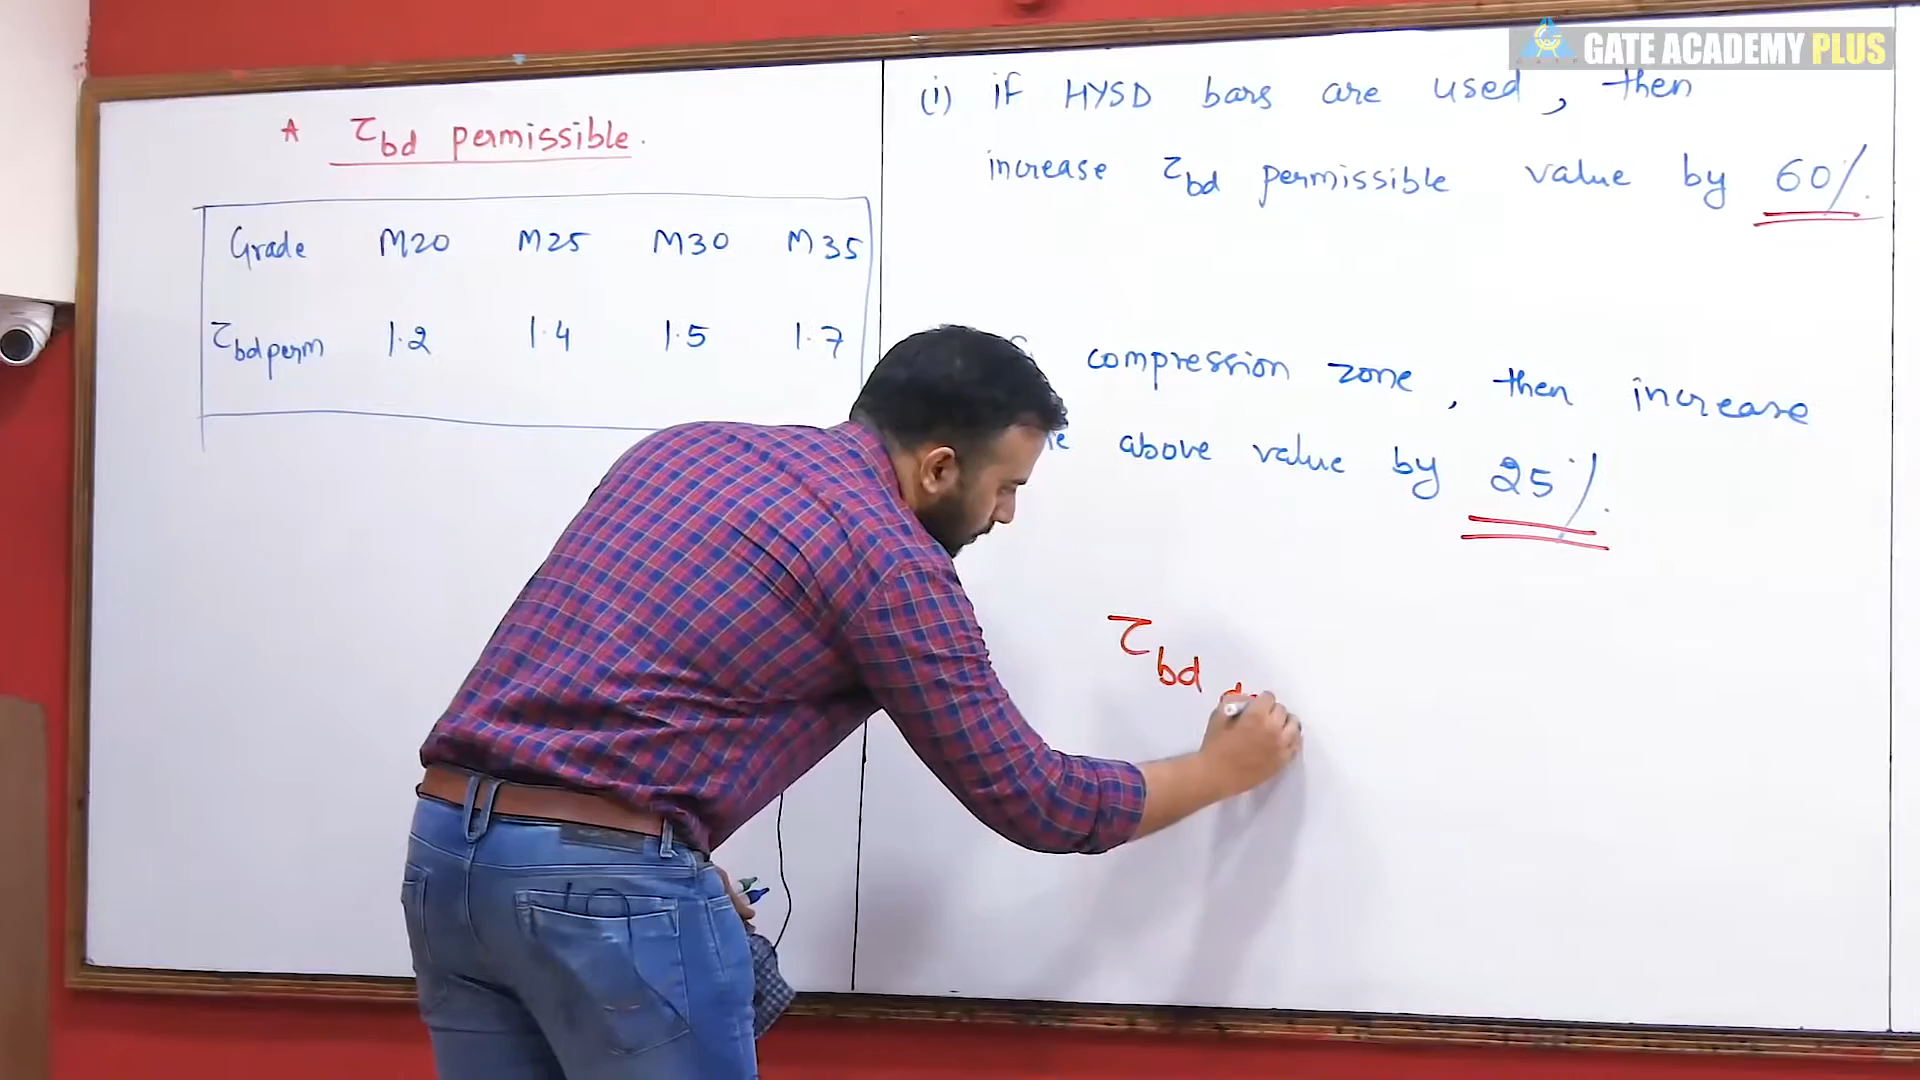 GATE ACADEMY PLUS
* τbd permissible.
Grade M20 M25 M30 M35
τbd perm 1.2 1.4 1.5 1.7
(i) if HYSD bars are used, then
increase τbd permissible value by 60%.
compression zone, then increase
above value by 25%.
τbd